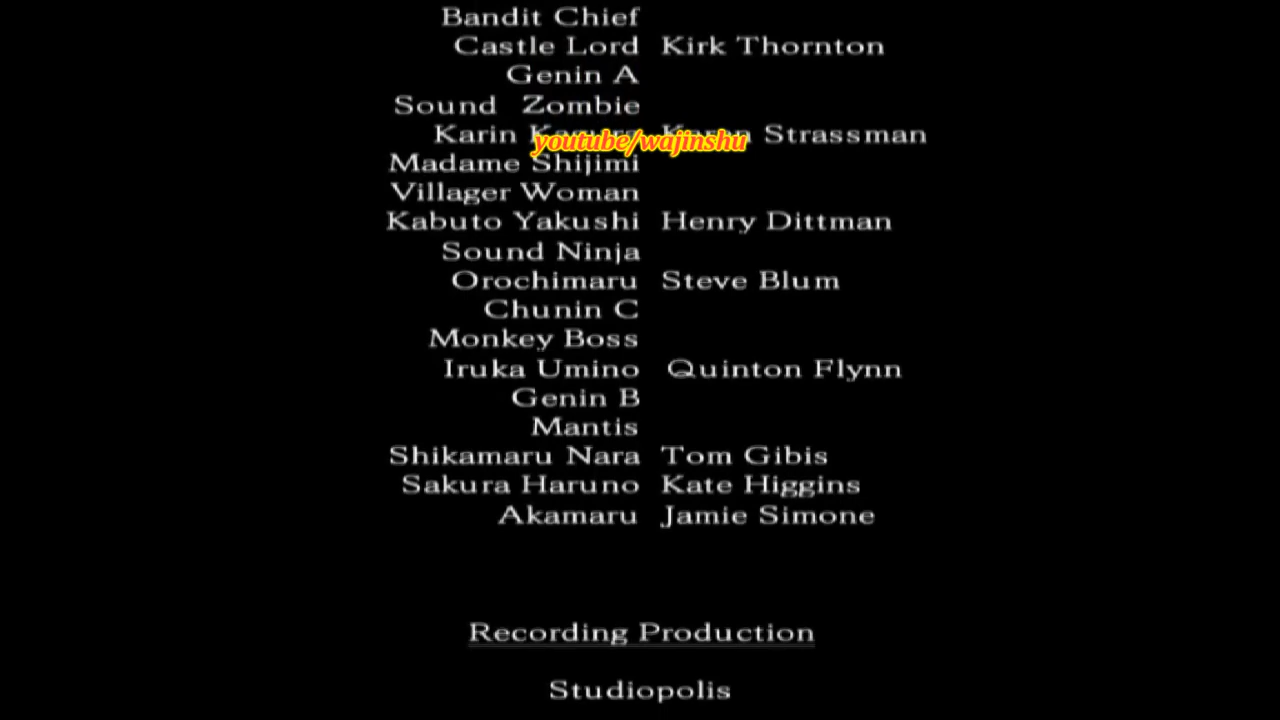 Bandit Chief
Castle Lord Kirk Thornton
Genin A
Sound Zombie
Karin Strassman
youtube/wajinshu
Madame Shijimi
Villager Woman
Kabuto Yakushi Henry Dittman
Sound Ninja
Orochimaru Steve Blum
Chunin C
Monkey Boss
Iruka Umino Quinton Flynn
Genin B
Mantis
Shikamaru Nara Tom Gibis
Sakura Haruno Kate Higgins
Akamaru Jamie Simone
Recording Production
Studiopolis